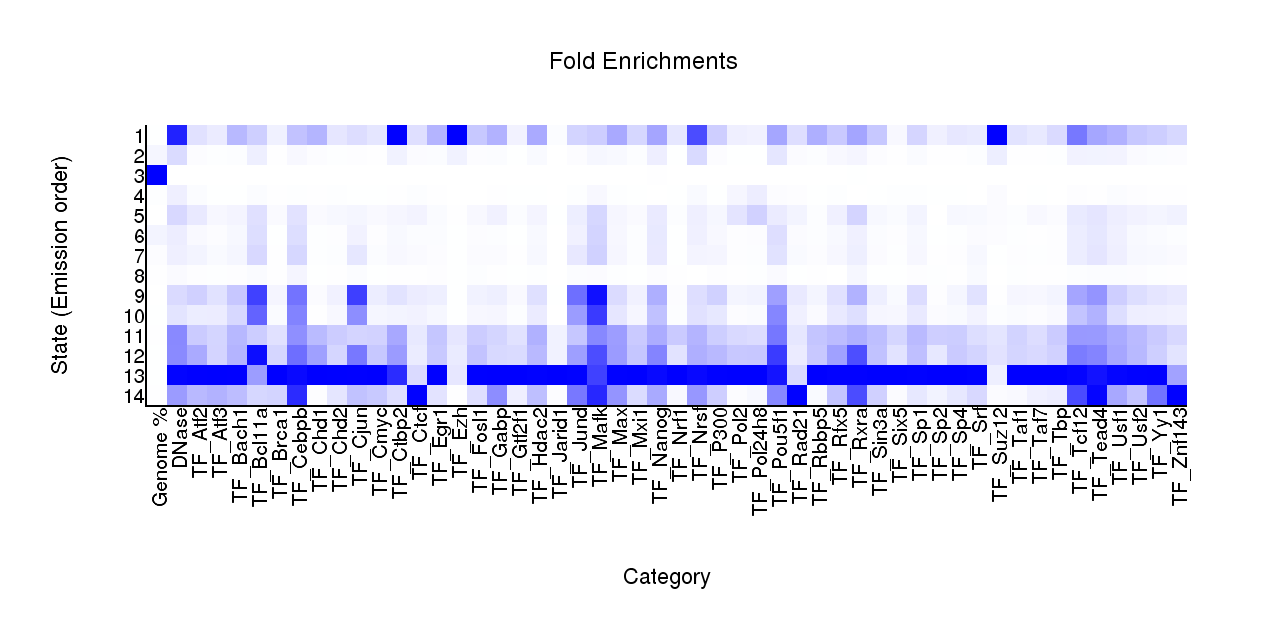 Fold Enrichments
State (Emission order)
1
2
3
4
5
6
7
8
9
10
11
12
13
14
Genome %
DNase
TF_Atf2
TF_Atf3
TF_Bach1
TF_Bcl11a
TF_Brca1
TF_Cebpb
TF_Chd1
TF_Chd2
TF_Cjun
TF_Cmyc
TF_Ctbp2
TF_Ctcf
TF_Egr1
TF_Ezh
TF_Fosl1
TF_Gabp
TF_Gtf2f1
TF_Hdac2
TF_Jarid1
TF_Jund
TF_Mafk
TF_Max
TF_Mxi1
TF_Nanog
TF_Nrf1
TF_Nrsf
TF_P300
TF_Pol2
TF_Pol24h8
TF_Pou5f1
TF_Rad21
TF_Rbbp5
TF_Rfx5
TF_Rxra
TF_Sin3a
TF_Six5
TF_Sp1
TF_Sp2
TF_Sp4
TF_Srf
TF_Suz12
TF_Taf1
TF_Taf7
TF_Tbp
TF_Tcf12
TF_Tead4
TF_Usf1
TF_Usf2
TF_Yy1
TF_Znf143
Category